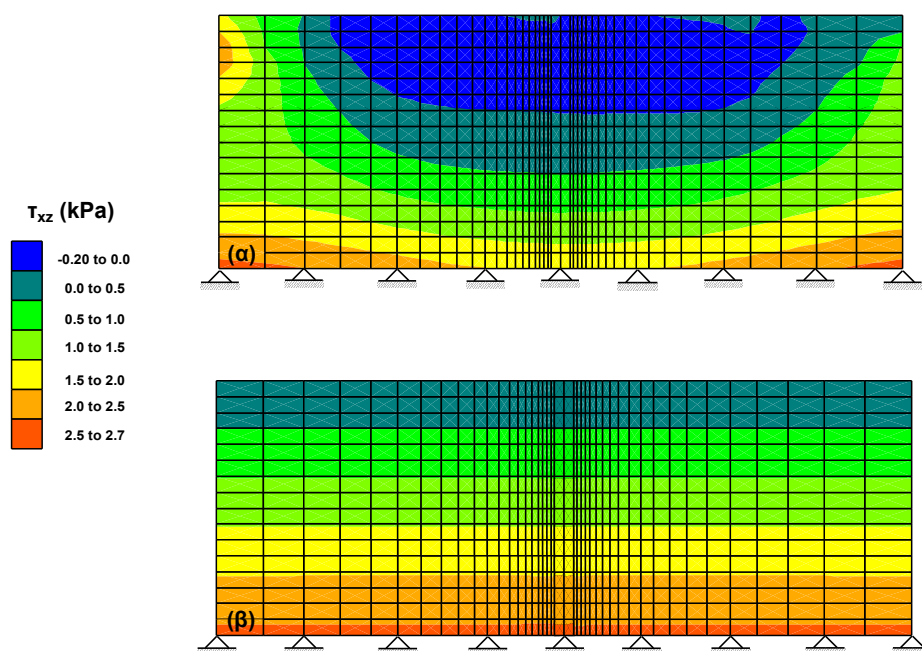 (α)
τxz (kPa)
-0.20 to 0.0
0.0 to 0.5
0.5 to 1.0
1.0 to 1.5
1.5 to 2.0
2.0 to 2.5
2.5 to 2.7
(β)